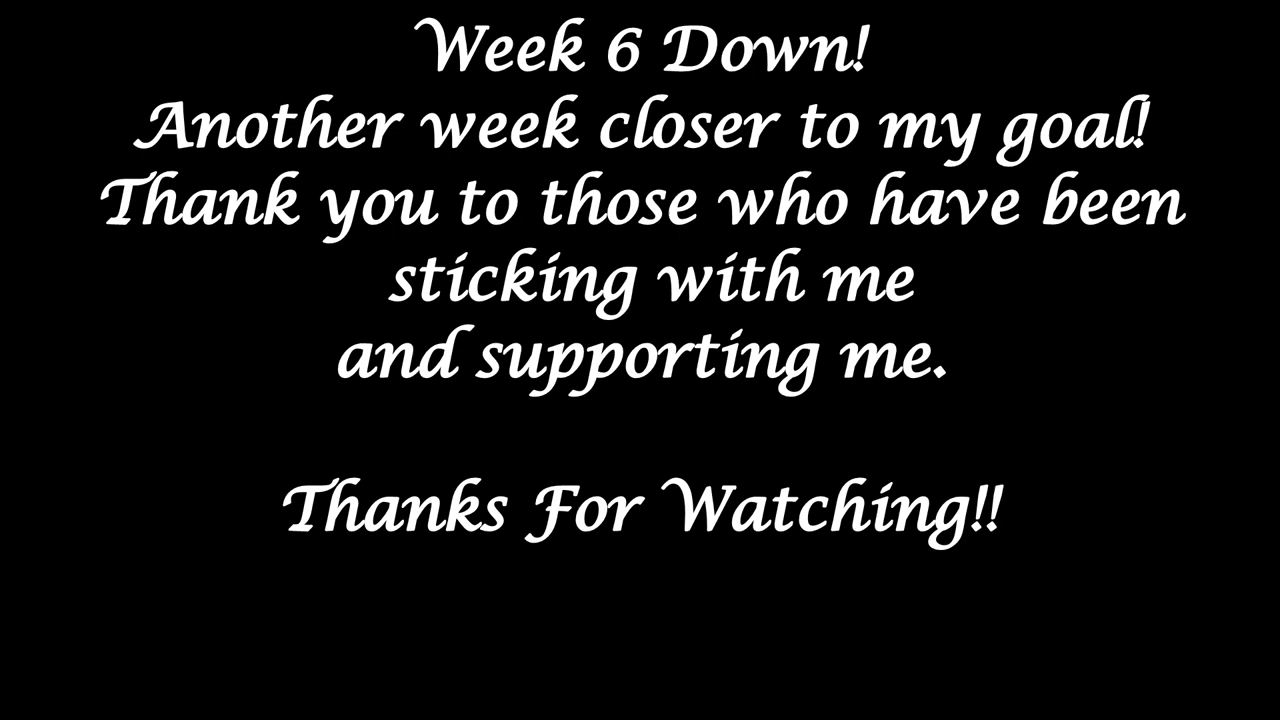 Week 6 Down!
Another week closer to my goal!
Thank you to those who have been
sticking with me
and supporting me.
Thanks For Watching!!